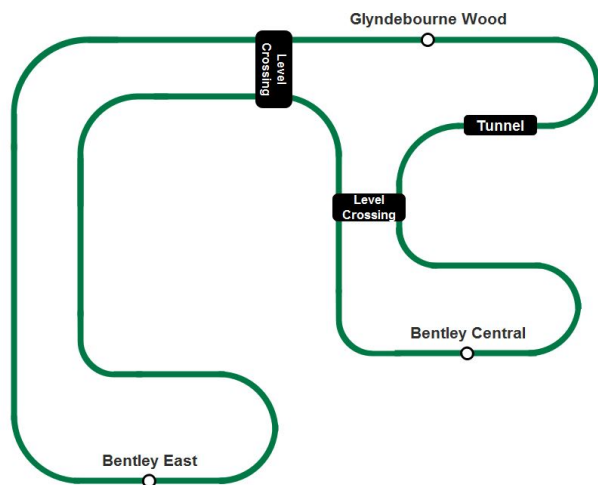 Glyndebourne Wood
Level
Crossing
Tunnel
Level
Crossing
Bentley Central
Bentley East